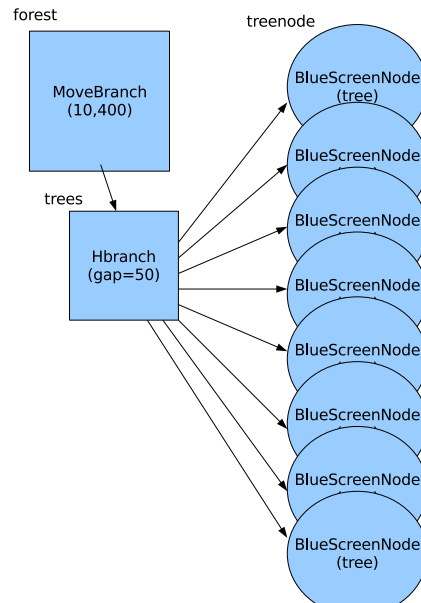 forest
treenode
MoveBranch
(10,400)
trees
Hbranch
(gap=50)
BlueScreenNode
(tree)
BlueScreenNode
BlueScreenNode
BlueScreenNode
BlueScreenNode
BlueScreenNode
BlueScreenNode
BlueScreenNode
(tree)